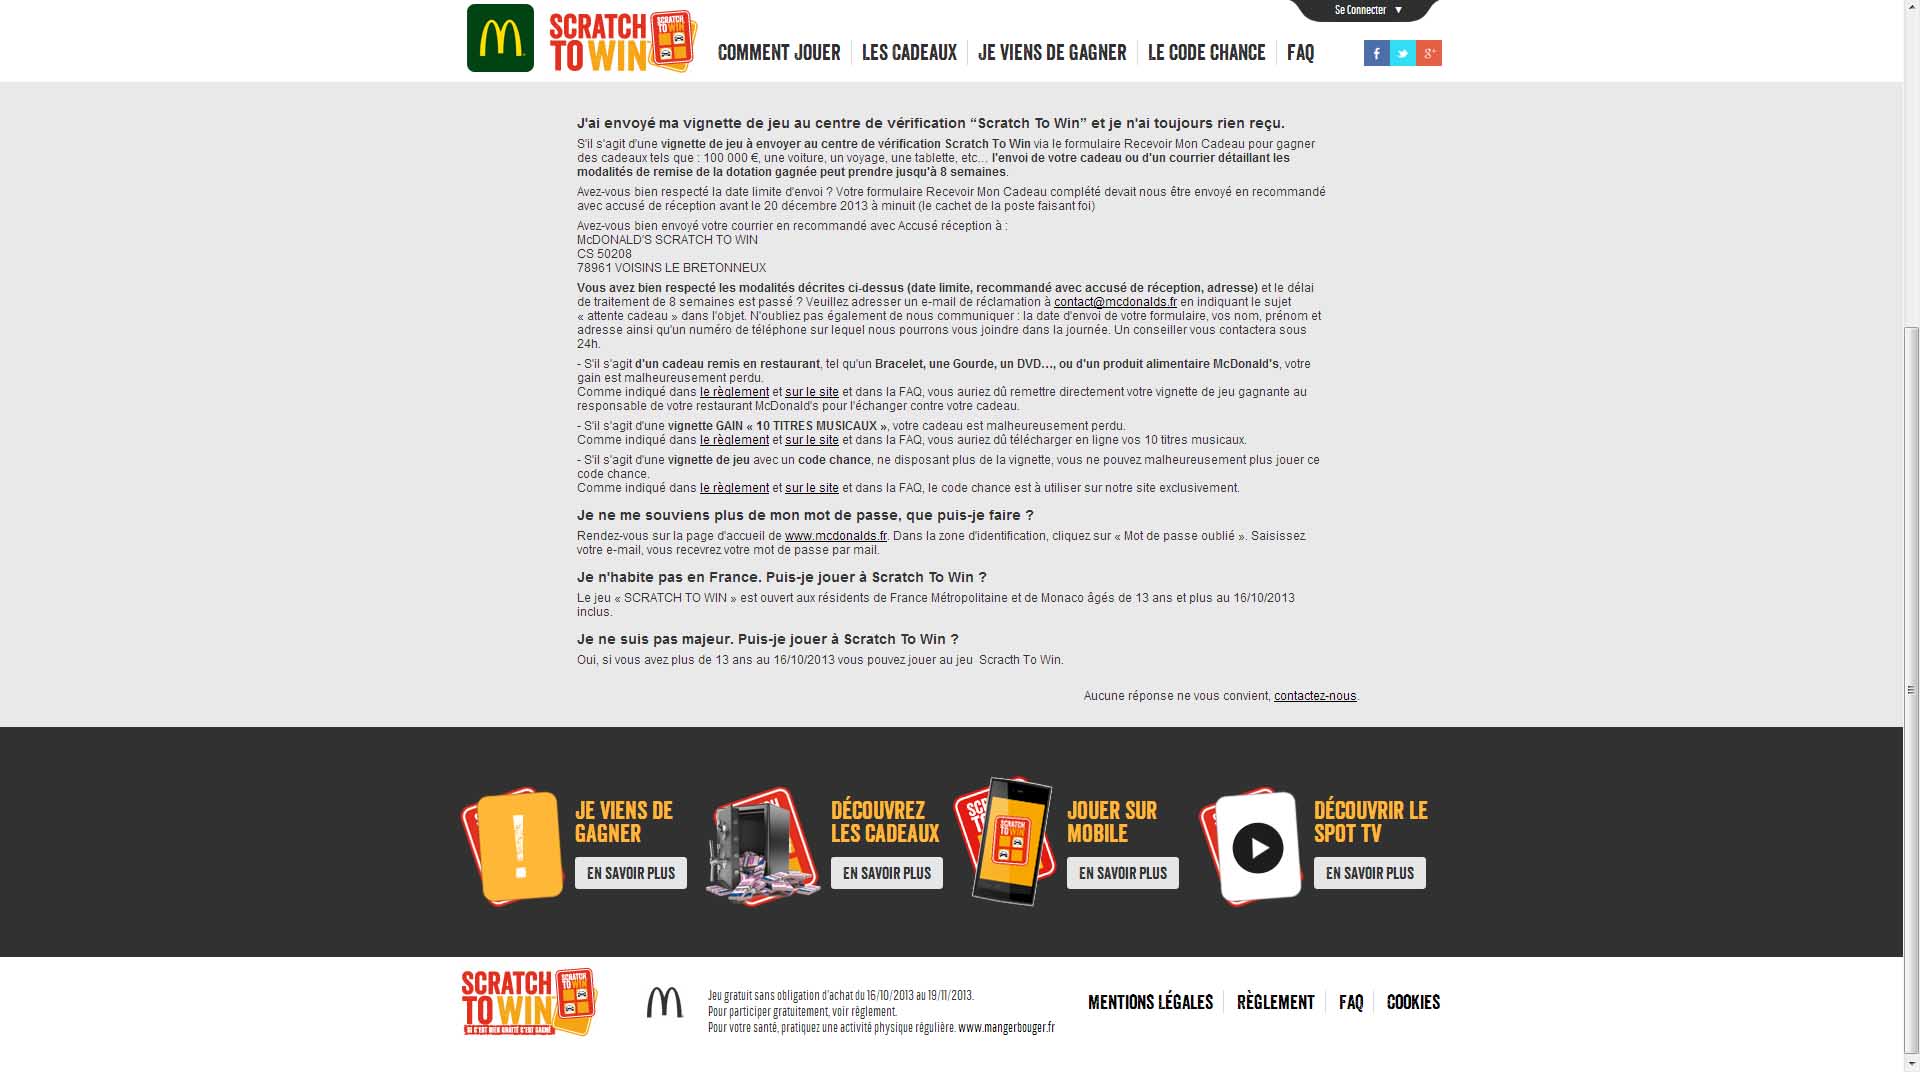 Se Connecter ▼
M SCRATCH TO WIN
SCRATCH TO WIN
COMMENT JOUER
LES CADEAUX
JE VIENS DE GAGNER
LE CODE CHANCE
FAQ
J'ai envoyé ma vignette de jeu au centre de vérification “Scratch To Win” et je n'ai toujours rien reçu.
S'il s'agit d'une vignette de jeu à envoyer au centre de vérification Scratch To Win via le formulaire Recevoir Mon Cadeau pour gagner
des cadeaux tels que : 100 000 €, une voiture, un voyage, une tablette, etc… l'envoi de votre cadeau ou d'un courrier détaillant les
modalités de remise de la dotation gagnée peut prendre jusqu'à 8 semaines.
Avez-vous bien respecté la date limite d'envoi ? Votre formulaire Recevoir Mon Cadeau complété devait nous être envoyé en recommandé
avec accusé de réception avant le 20 décembre 2013 à minuit (le cachet de la poste faisant foi)
Avez-vous bien envoyé votre courrier en recommandé avec Accusé réception à :
McDONALD'S SCRATCH TO WIN
CS 50208
78961 VOISINS LE BRETONNEUX
Vous avez bien respecté les modalités décrites ci-dessus (date limite, recommandé avec accusé de réception, adresse) et le délai
de traitement de 8 semaines est passé ? Veuillez adresser un e-mail de réclamation à contact@mcdonalds.fr en indiquant le sujet
« attente cadeau » dans l'objet. N'oubliez pas également de nous communiquer : la date d'envoi de votre formulaire, vos nom, prénom et
adresse ainsi qu'un numéro de téléphone sur lequel nous pourrons vous joindre dans la journée. Un conseiller vous contactera sous
24h.
- S'il s'agit d'un cadeau remis en restaurant, tel qu'un Bracelet, une Gourde, un DVD…, ou d'un produit alimentaire McDonald's, votre
gain est malheureusement perdu.
Comme indiqué dans le règlement et sur le site et dans la FAQ, vous auriez dû remettre directement votre vignette de jeu gagnante au
responsable de votre restaurant McDonald's pour l'échanger contre votre cadeau.
- S'il s'agit d'une vignette GAIN « 10 TITRES MUSICAUX », votre cadeau est malheureusement perdu.
Comme indiqué dans le règlement et sur le site et dans la FAQ, vous auriez dû télécharger en ligne vos 10 titres musicaux.
- S'il s'agit d'une vignette de jeu avec un code chance, ne disposant plus de la vignette, vous ne pouvez malheureusement plus jouer ce
code chance.
Comme indiqué dans le règlement et sur le site et dans la FAQ, le code chance est à utiliser sur notre site exclusivement.
Je ne me souviens plus de mon mot de passe, que puis-je faire ?
Rendez-vous sur la page d'accueil de www.mcdonalds.fr. Dans la zone d'identification, cliquez sur « Mot de passe oublié ». Saisissez
votre e-mail, vous recevrez votre mot de passe par mail.
Je n'habite pas en France. Puis-je jouer à Scratch To Win ?
Le jeu « SCRATCH TO WIN » est ouvert aux résidents de France Métropolitaine et de Monaco âgés de 13 ans et plus au 16/10/2013
inclus.
Je ne suis pas majeur. Puis-je jouer à Scratch To Win ?
Oui, si vous avez plus de 13 ans au 16/10/2013 vous pouvez jouer au jeu  Scracth To Win.
Aucune réponse ne vous convient, contactez-nous.
JE VIENS DE
GAGNER
EN SAVOIR PLUS
DÉCOUVREZ
LES CADEAUX
EN SAVOIR PLUS
SCRATCH TO WIN
JOUER SUR
MOBILE
EN SAVOIR PLUS
DÉCOUVRIR LE
SPOT TV
EN SAVOIR PLUS
SCRATCH TO WIN
SCRATCH TO WIN
SI C'EST BIEN GRATTÉ C'EST GAGNÉ
Jeu gratuit sans obligation d'achat du 16/10/2013 au 19/11/2013.
Pour participer gratuitement, voir règlement.
Pour votre santé, pratiquez une activité physique régulière. www.mangerbouger.fr
MENTIONS LÉGALES
RÈGLEMENT
FAQ
COOKIES